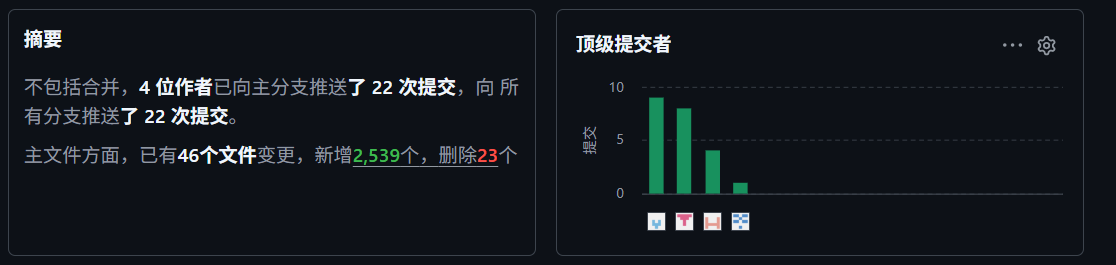 摘要
不包括合并，4 位作者已向主分支推送了 22 次提交，向 所
有分支推送了 22 次提交。
主文件方面，已有46个文件变更，新增2,539个，删除23个
顶级提交者
10
5
0
提交